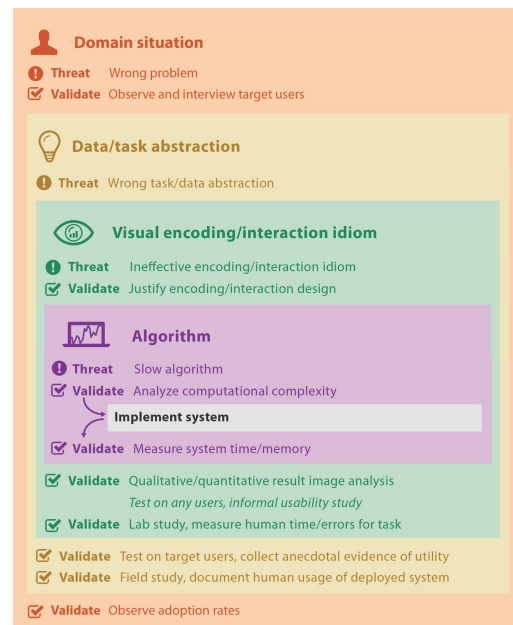 Domain situation
Threat Wrong problem
Validate Observe and interview target users
Data/task abstraction
Threat Wrong task/data abstraction
Visual encoding/interaction idiom
Threat Ineffective encoding/interaction idiom
Validate Justify encoding/interaction design
Algorithm
Threat Slow algorithm
Validate Analyze computational complexity
Implement system
Validate Measure system time/memory
Validate Qualitative/quantitative result image analysis
Test on any users, informal usability study
Validate Lab study, measure human time/errors for task
Validate Test on target users, collect anecdotal evidence of utility
Validate Field study, document human usage of deployed system
Validate Observe adoption rates